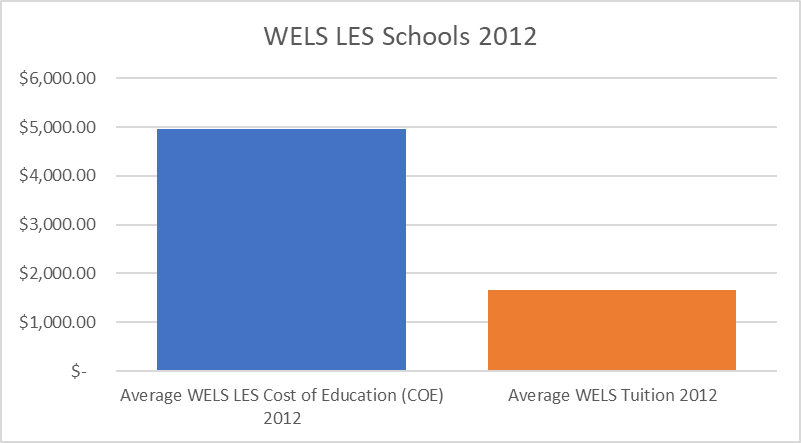 WELS LES Schools 2012
$6,000.00
$5,000.00
$4,000.00
$3,000.00
$2,000.00
$1,000.00
$-
Average WELS LES Cost of Education (COE)
2012
Average WELS Tuition 2012